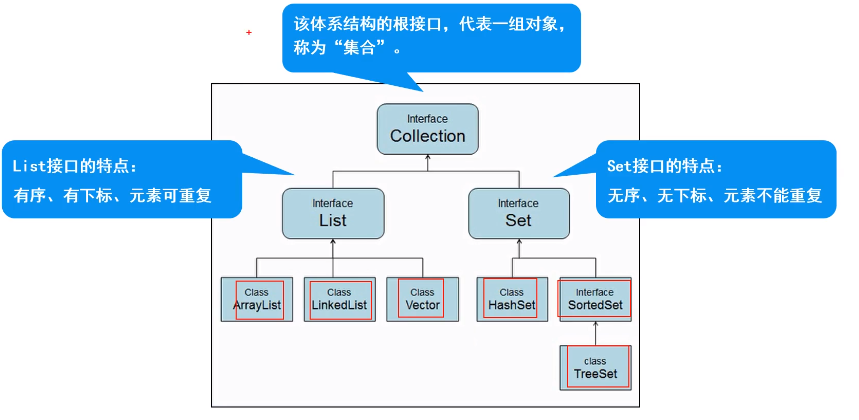 该体系结构的根接口，代表一组对象，
称为“集合”。
Interface
Collection
List接口的特点：
有序、有下标、元素可重复
Set接口的特点：
无序、无下标、元素不能重复
Interface
List
Interface
Set
Class
ArrayList
Class
LinkedList
Class
Vector
Class
HashSet
Interface
SortedSet
class
TreeSet